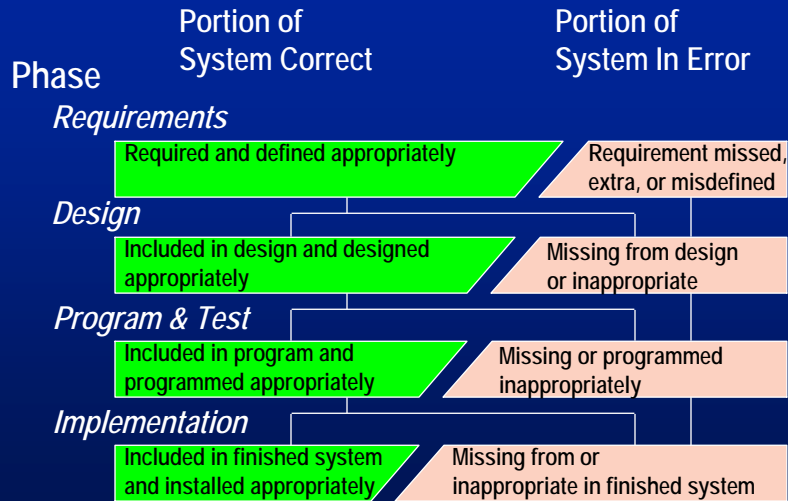 Portion of
System Correct
Portion of
System In Error
Phase
Requirements
Required and defined appropriately
Requirement missed,
extra, or misdefined
Design
Included in design and designed
appropriately
Missing from design
or inappropriate
Program & Test
Included in program and
programmed appropriately
Missing or programmed
inappropriately
Implementation
Included in finished system
and installed appropriately
Missing from or
inappropriate in finished system